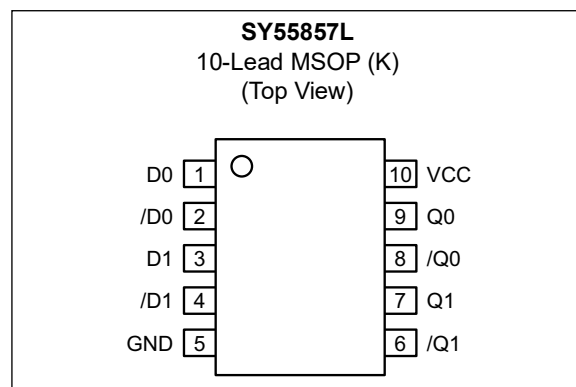 SY55857L
10-Lead MSOP (K)
(Top View)
D0 1 10 VCC
/D0 2 9 Q0
D1 3 8 /Q0
/D1 4 7 Q1
GND 5 6 /Q1